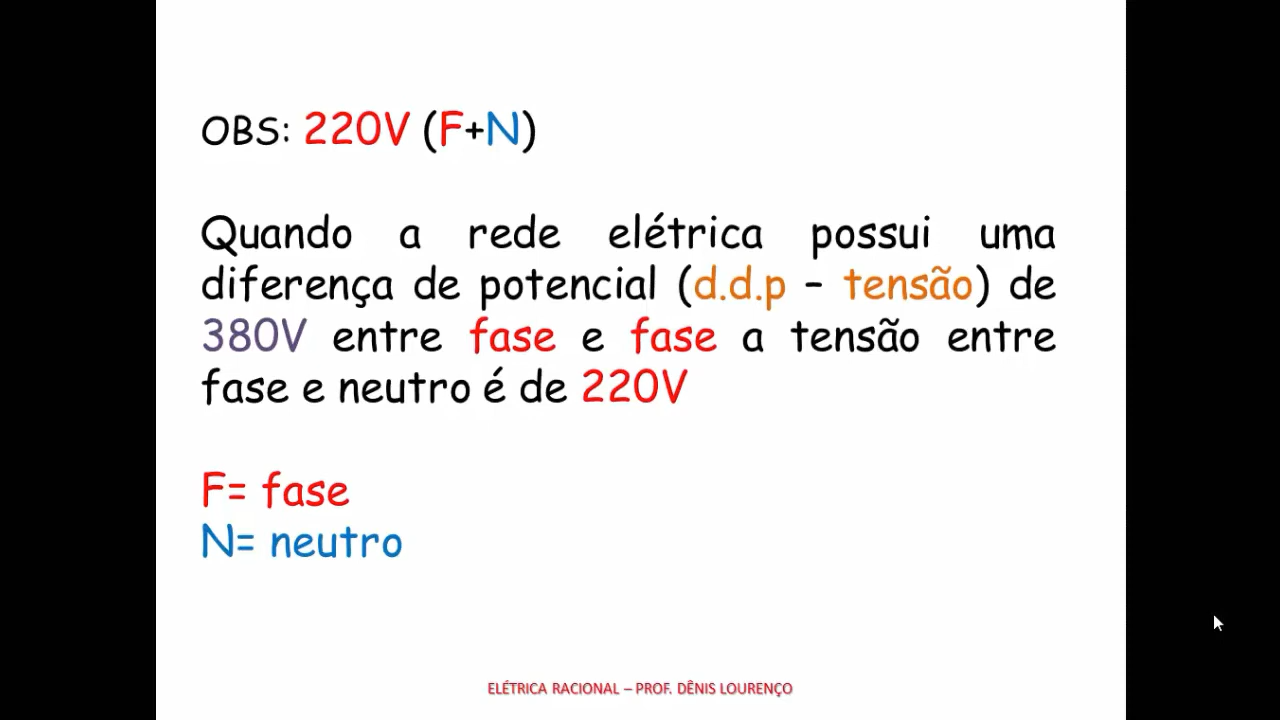 OBS: 220V (F+N)
Quando a rede elétrica possui uma
diferença de potencial (d.d.p – tensão) de
380V entre fase e fase a tensão entre
fase e neutro é de 220V
F= fase
N= neutro
ELÉTRICA RACIONAL – PROF. DÊNIS LOURENÇO